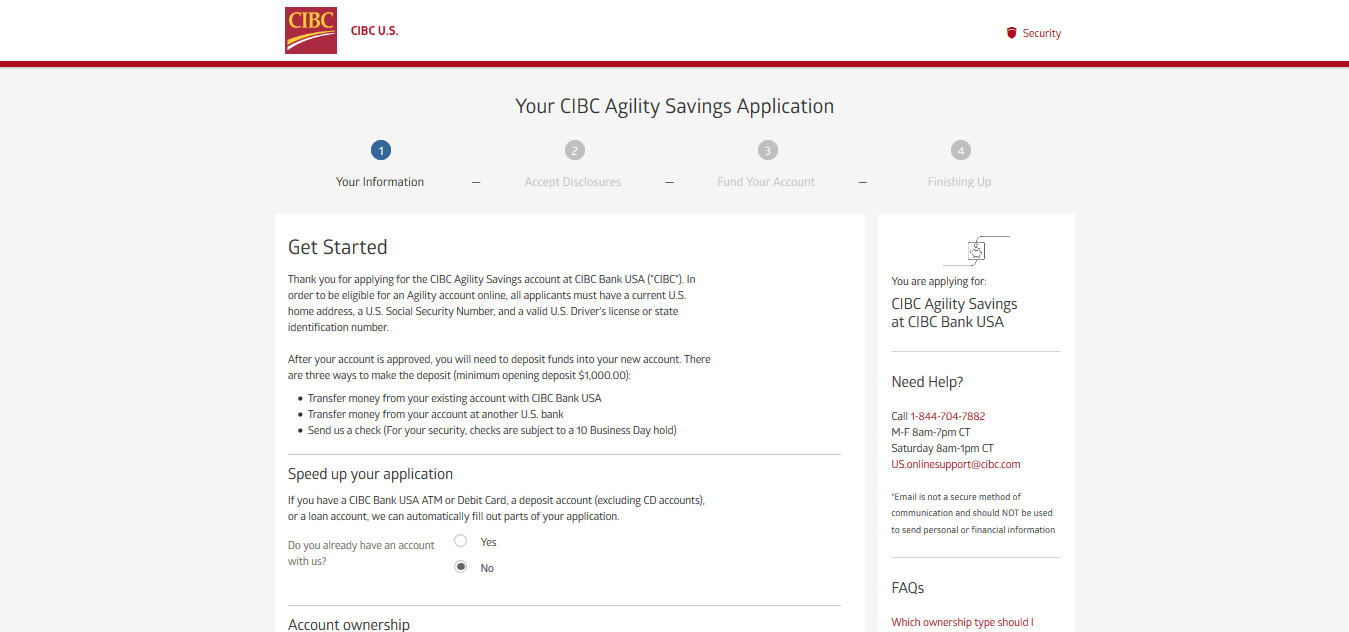 CIBC
CIBC U.S.
Security
Your CIBC Agility Savings Application
1
2
3
4
Your Information
–
Accept Disclosures
–
Fund Your Account
–
Finishing Up
Get Started
Thank you for applying for the CIBC Agility Savings account at CIBC Bank USA ("CIBC"). In
order to be eligible for an Agility account online, all applicants must have a current U.S.
home address, a U.S. Social Security Number, and a valid U.S. Driver's license or state
identification number.
After your account is approved, you will need to deposit funds into your new account. There
are three ways to make the deposit (minimum opening deposit $1,000.00):
• Transfer money from your existing account with CIBC Bank USA
• Transfer money from your account at another U.S. bank
• Send us a check (For your security, checks are subject to a 10 Business Day hold)
Speed up your application
If you have a CIBC Bank USA ATM or Debit Card, a deposit account (excluding CD accounts),
or a loan account, we can automatically fill out parts of your application.
Do you already have an account
with us?
Yes
No
Account ownership
You are applying for:
CIBC Agility Savings
at CIBC Bank USA
Need Help?
Call 1-844-704-7882
M-F 8am-7pm CT
Saturday 8am-1pm CT
US.onlinesupport@cibc.com
*Email is not a secure method of
communication and should NOT be used
to send personal or financial information
FAQs
Which ownership type should I